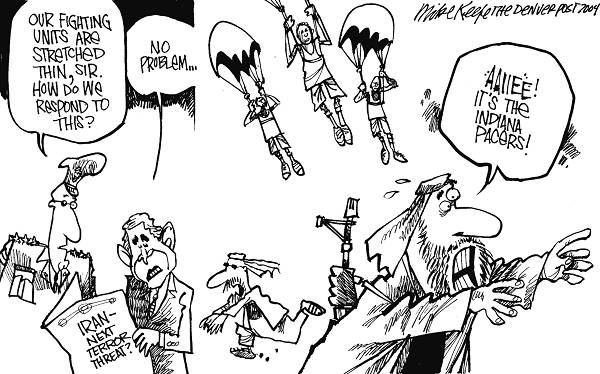 OUR FIGHTING
UNITS ARE
STRETCHED
THIN, SIR.
HOW DO WE
RESPOND TO
THIS?
NO
PROBLEM...
MIKE KEEFE THE DENVER POST 2004
AAIIEE!
IT'S THE
INDIANA
PACERS!
IRAN-
NEXT
TERROR
THREAT?